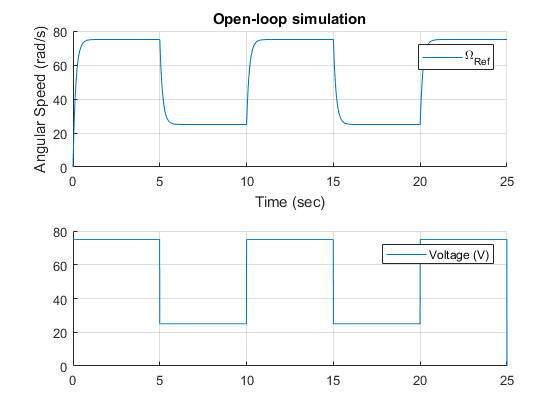 Open-loop simulation
Angular Speed (rad/s)
80
60
40
20
0
Ω_Ref
0 5 10 15 20 25
Time (sec)
80
60
40
20
0
Voltage (V)
0 5 10 15 20 25